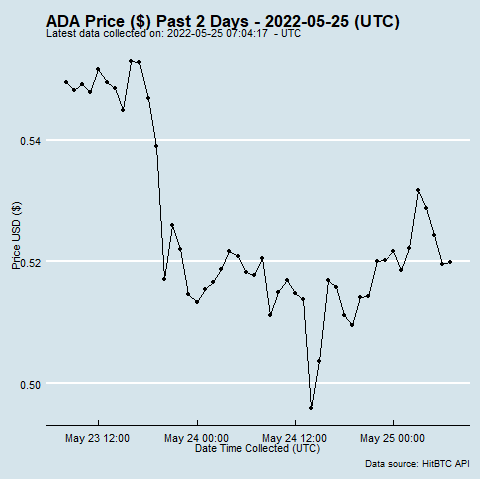 ADA Price ($) Past 2 Days - 2022-05-25 (UTC)
Latest data collected on: 2022-05-25 07:04:17  - UTC
Price USD ($)
0.54
0.52
0.50
May 23 12:00
May 24 00:00
May 24 12:00
May 25 00:00
Date Time Collected (UTC)
Data source: HitBTC API